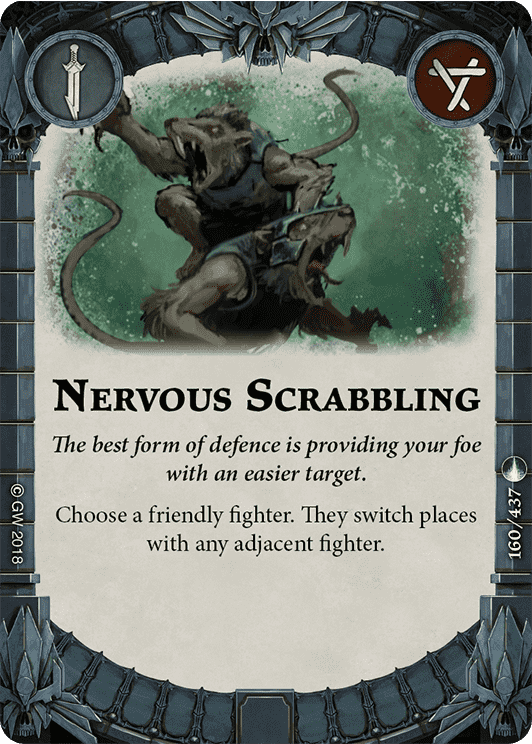 Nervous Scrabbling
The best form of defence is providing your foe
with an easier target.
Choose a friendly fighter. They switch places
with any adjacent fighter.
© GW 2018
160/437